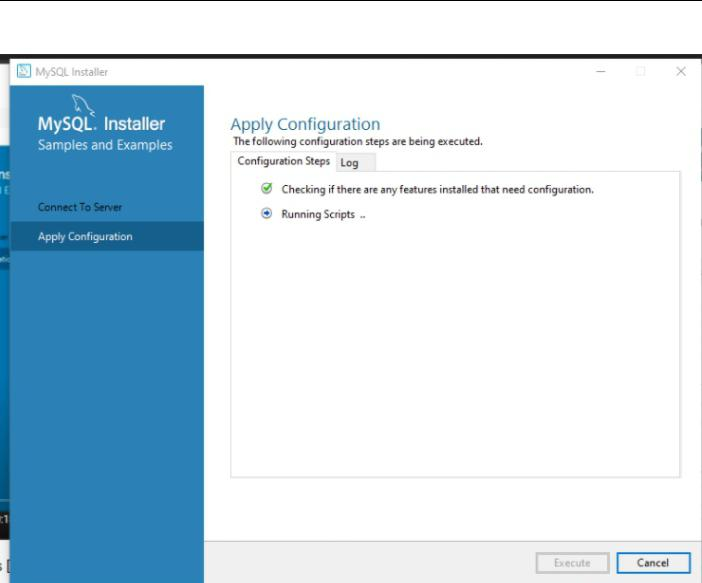 MySQL Installer
MySQL. Installer
Samples and Examples
Connect To Server
Apply Configuration
Apply Configuration
The following configuration steps are being executed.
Configuration Steps Log
Checking if there are any features installed that need configuration.
Running Scripts ..
Execute Cancel